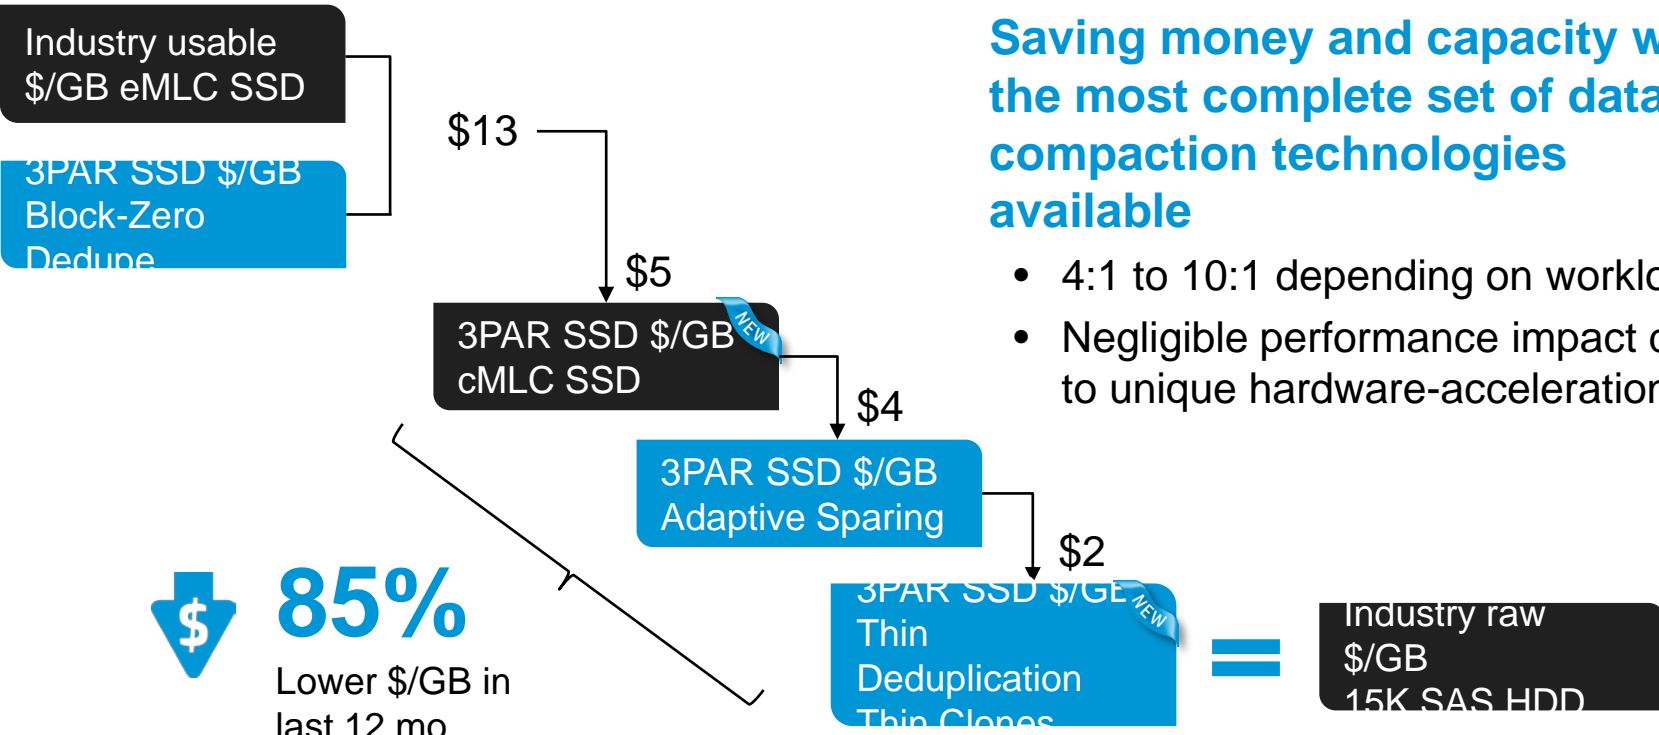 Industry usable
$/GB eMLC SSD
3PAR SSD $/GB
Block-Zero
Dedupe
$13
$5
3PAR SSD $/GB
cMLC SSD
NEW
$4
3PAR SSD $/GB
Adaptive Sparing
$2
3PAR SSD $/GB
Thin
Deduplication
Thin Clones
NEW
Industry raw
$/GB
15K SAS HDD
$
85%
Lower $/GB in
last 12 mo
Saving money and capacity w
the most complete set of data
compaction technologies
available
• 4:1 to 10:1 depending on worklo
• Negligible performance impact
to unique hardware-acceleration